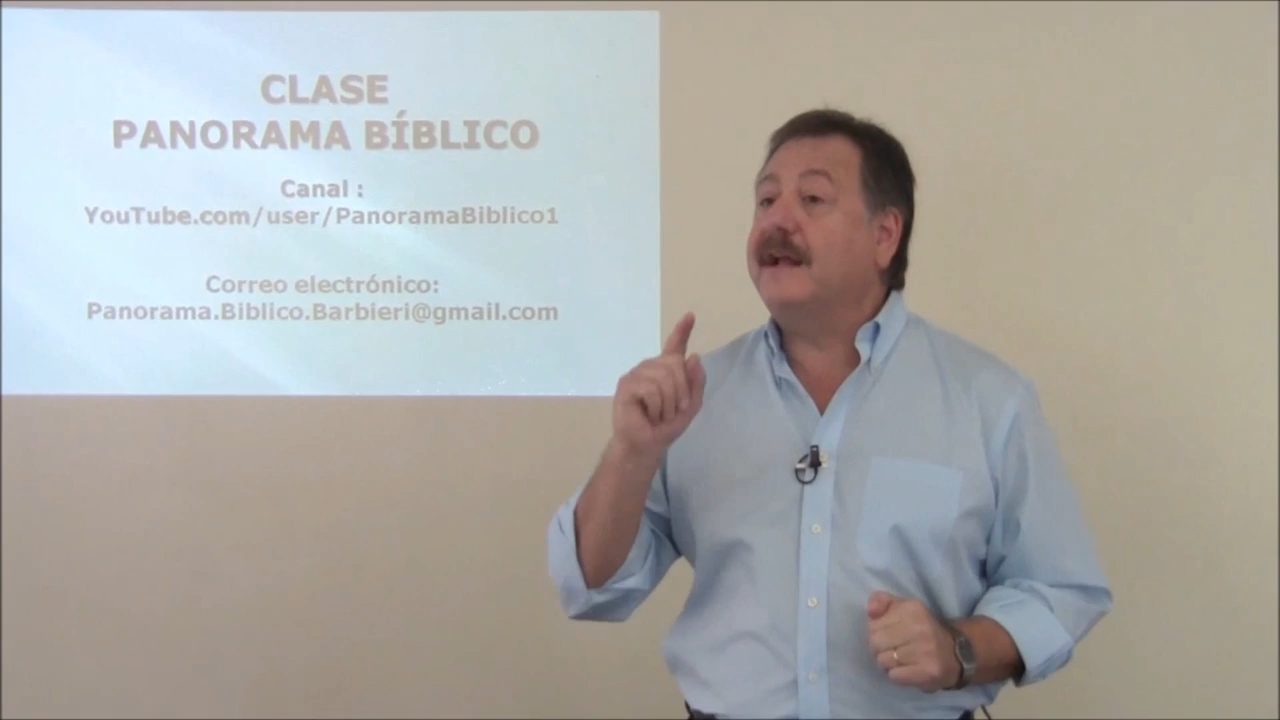 CLASE
PANORAMA BÍBLICO
Canal :
YouTube.com/user/PanoramaBiblico1
Correo electrónico:
Panorama.Biblico.Barbieri@gmail.com